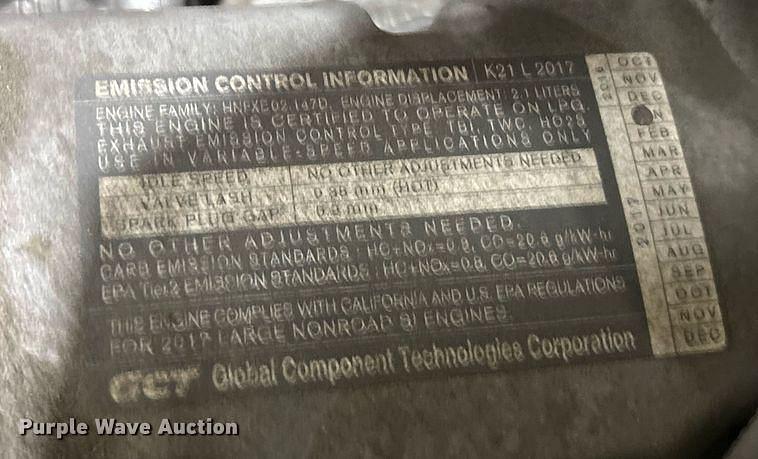 EMISSION CONTROL INFORMATION K21 L 2017
ENGINE FAMILY: HNPXE02.147D, ENGINE DISPLACEMENT: 2.1 LITERS
THIS ENGINE IS CERTIFIED TO OPERATE ON LPG.
EXHAUST EMISSION CONTROL TYPE TBI, TWC, HO2S
USE IN VARIABLE-SPEED APPLICATIONS ONLY
IDLE SPEED NO OTHER ADJUSTMENTS NEEDED
VALVE LASH 0.38 mm (HOT)
SPARK PLUG GAP mm
NO OTHER ADJUSTMENTS NEEDED.
CARB EMISSION STANDARDS : HC+NOx=0.8, CO=20.6 g/kW-hr
EPA Tier2 EMISSION STANDARDS : HC+NOx=0.8, CO=20.6 g/kW-hr
THIS ENGINE COMPLIES WITH CALIFORNIA AND U.S. EPA REGULATIONS
FOR 2017 LARGE NONROAD SI ENGINES.
GCT Global Component Technologies Corporation
2016
OCT
NOV
DEC
2017
FEB
MAR
APR
MAY
JUN
JUL
AUG
SEP
OCT
NOV
DEC
Purple Wave Auction